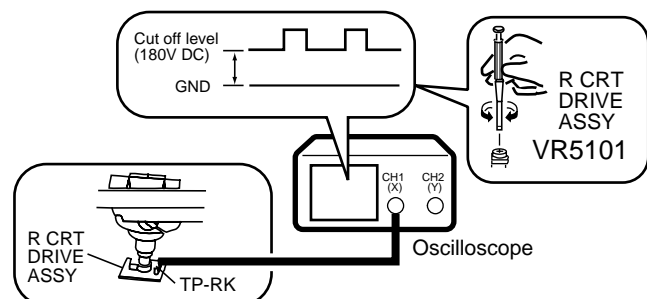 Cut off level
(180V DC)
GND
R CRT
DRIVE
ASSY
VR5101
CH1
(X)
CH2
(Y)
Oscilloscope
R CRT
DRIVE
ASSY
TP-RK